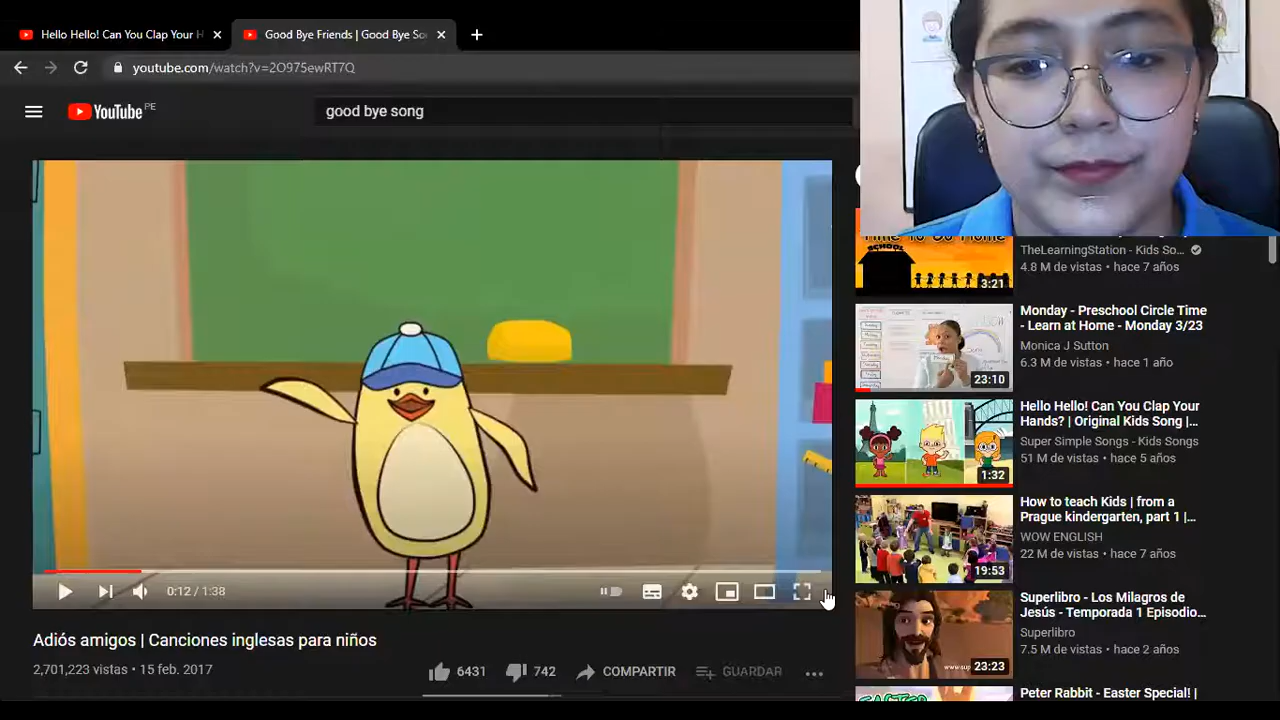 Hello Hello! Can You Clap Your H
Good Bye Friends | Good Bye So
youtube.com/watch?v=2O975ewRT7Q
YouTube PE
good bye song
0:12 / 1:38
Adiós amigos | Canciones inglesas para niños
2,701,223 vistas • 15 feb. 2017
6431
742
COMPARTIR
GUARDAR
SCHOOL
3:21
TheLearningStation - Kids So...
4.8 M de vistas • hace 7 años
23:10
Monday - Preschool Circle Time
- Learn at Home - Monday 3/23
Monica J Sutton
6.3 M de vistas • hace 1 año
1:32
Hello Hello! Can You Clap Your
Hands? | Original Kids Song |...
Super Simple Songs - Kids Songs
51 M de vistas • hace 5 años
19:53
How to teach Kids | from a
Prague kindergarten, part 1 |...
WOW ENGLISH
22 M de vistas • hace 7 años
23:23
Superlibro - Los Milagros de
Jesús - Temporada 1 Episodio...
Superlibro
7.5 M de vistas • hace 2 años
Peter Rabbit - Easter Special! |